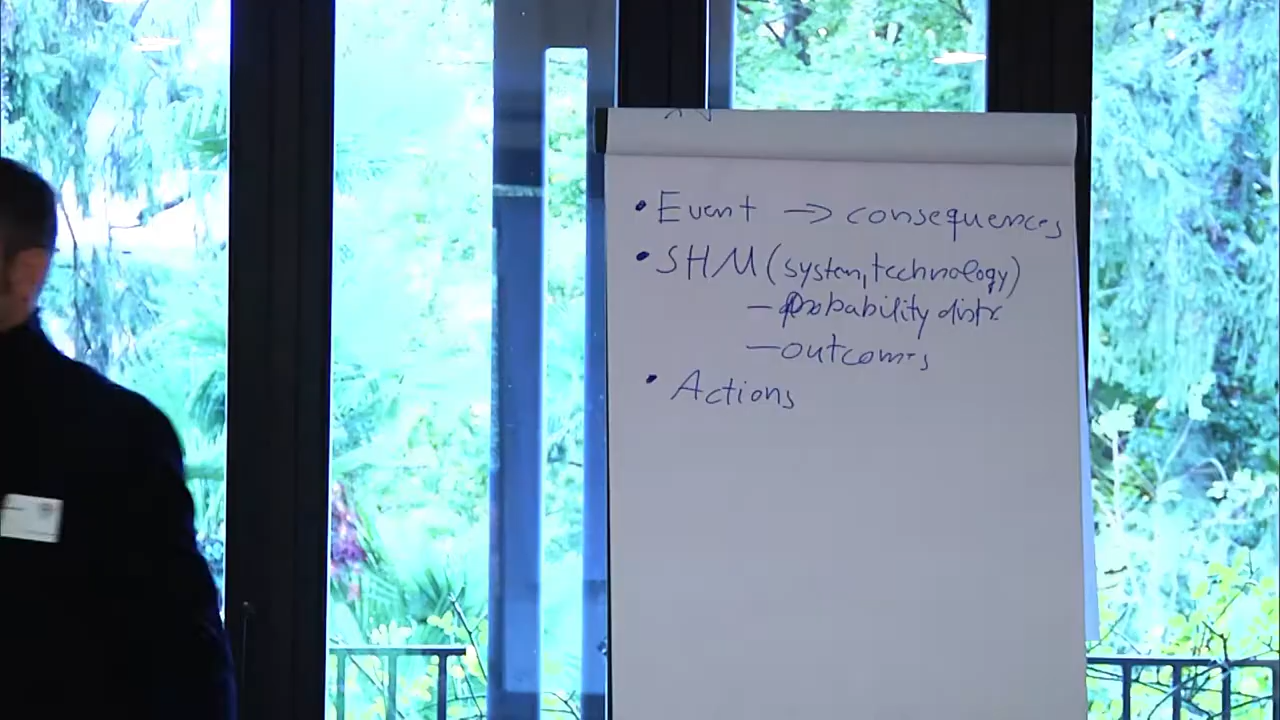 • Event → consequences
• SHM (system, technology)
– probability distr
– outcomes
• Actions